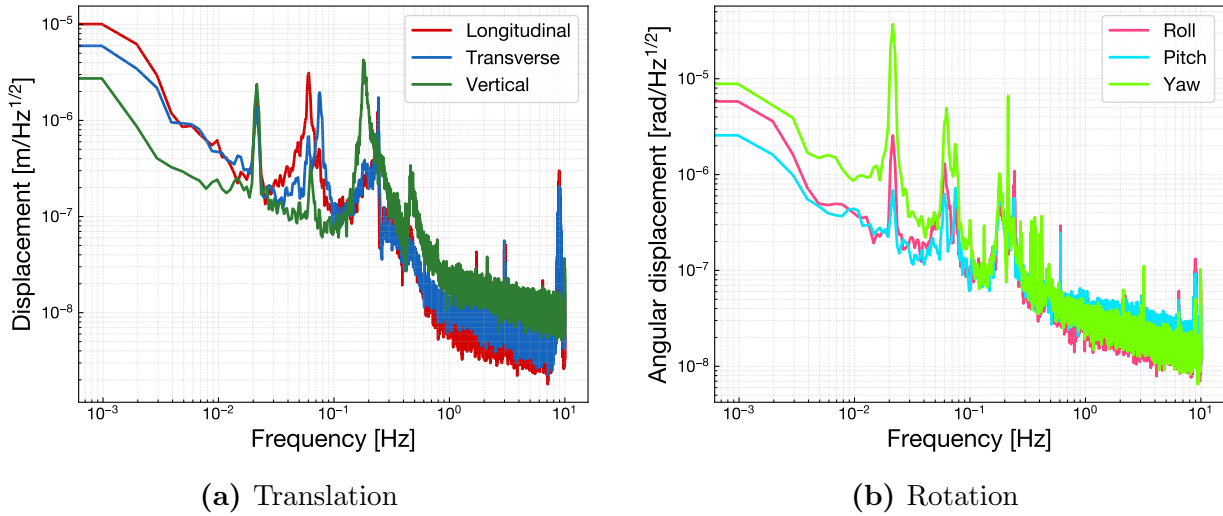 Displacement [m/Hz^{1/2}]
10^{-5}
10^{-6}
10^{-7}
10^{-8}
Longitudinal
Transverse
Vertical
10^{-3} 10^{-2} 10^{-1} 10^{0} 10^{1}
Frequency [Hz]
(a) Translation
Angular displacement [rad/Hz^{1/2}]
10^{-5}
10^{-6}
10^{-7}
10^{-8}
Roll
Pitch
Yaw
10^{-3} 10^{-2} 10^{-1} 10^{0} 10^{1}
Frequency [Hz]
(b) Rotation